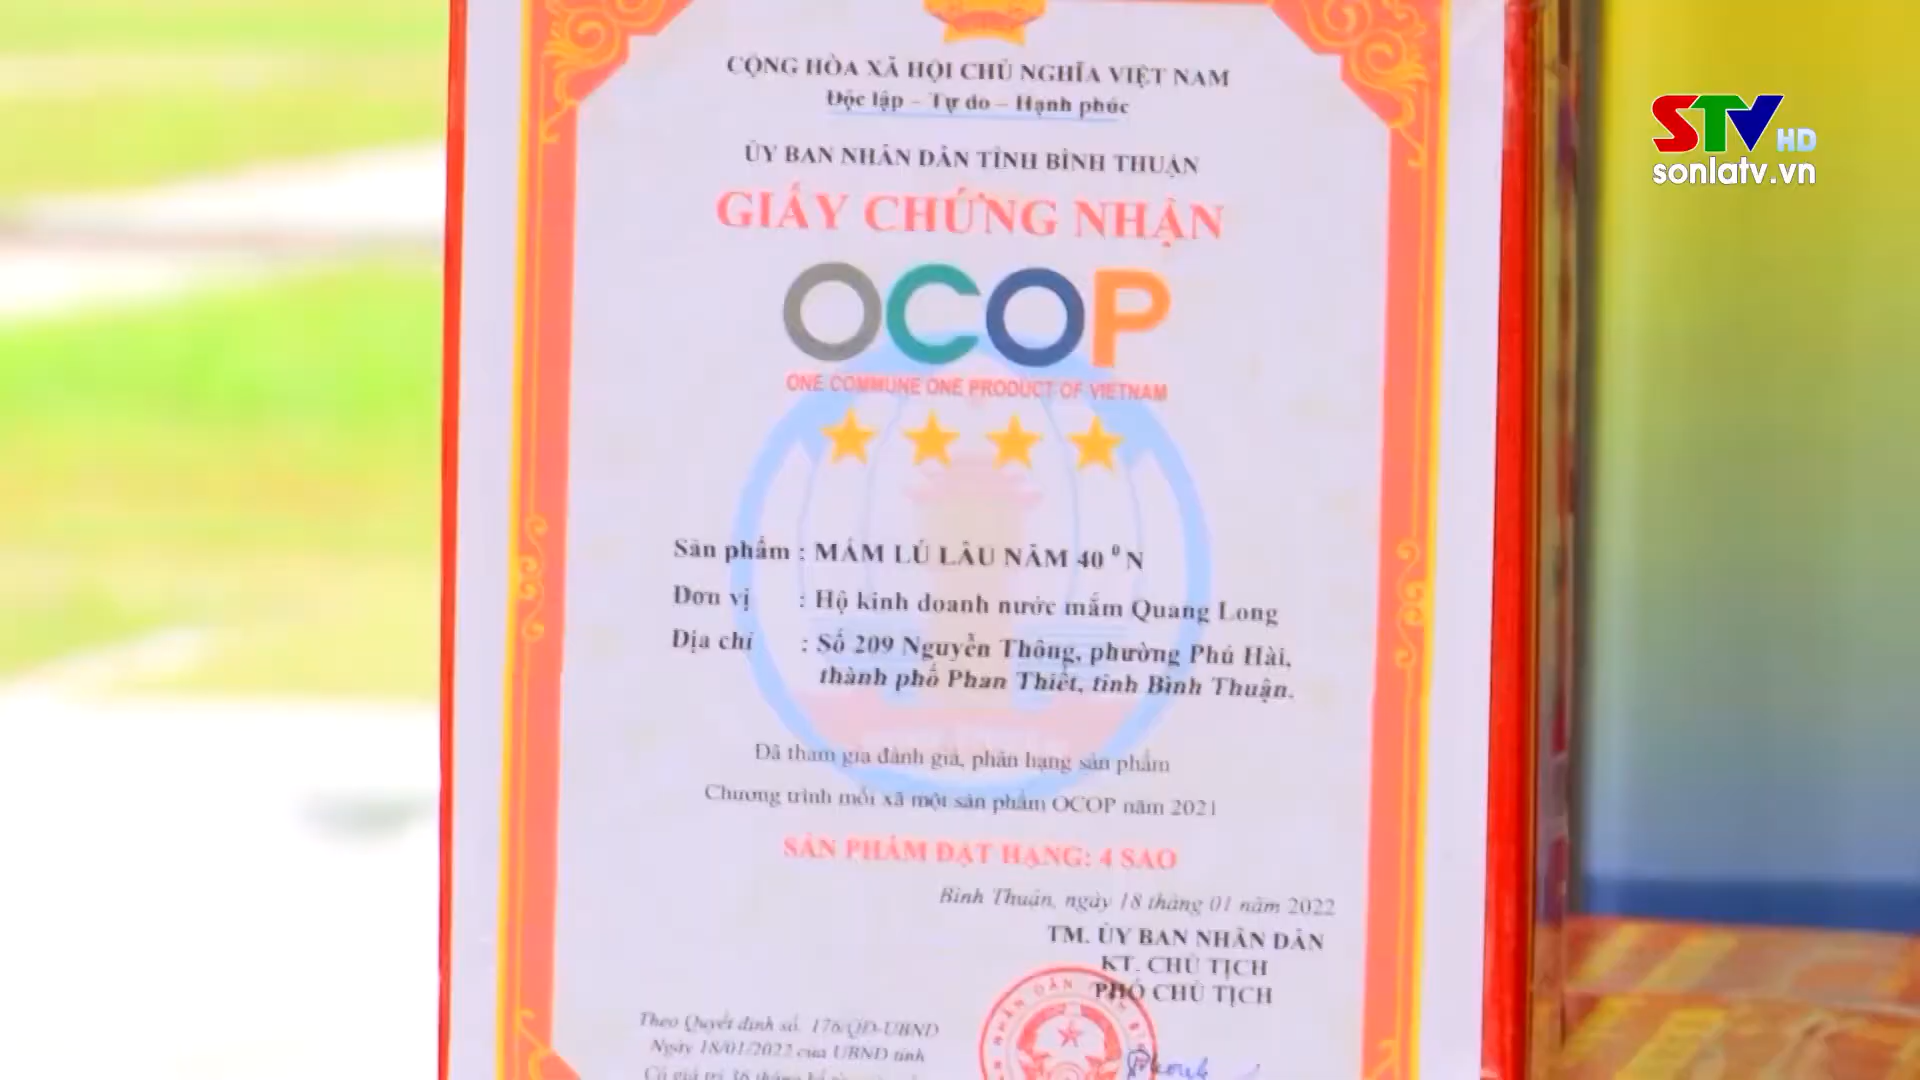 CỘNG HÒA XÃ HỘI CHỦ NGHĨA VIỆT NAM
Độc lập - Tự do - Hạnh phúc
ỦY BAN NHÂN DÂN TỈNH BÌNH THUẬN
GIẤY CHỨNG NHẬN
OCOP
ONE COMMUNE ONE PRODUCT OF VIETNAM
Sản phẩm : MẮM LÚ LÂU NĂM 40 ⁰ N
Đơn vị : Hộ kinh doanh nước mắm Quang Long
Địa chỉ : Số 209 Nguyễn Thông, phường Phú Hài,
thành phố Phan Thiết, tỉnh Bình Thuận.
Đã tham gia đánh giá, phân hạng sản phẩm
Chương trình mỗi xã một sản phẩm OCOP năm 2021
SẢN PHẨM ĐẠT HẠNG: 4 SAO
Bình Thuận, ngày 18 tháng 01 năm 2022
TM. ỦY BAN NHÂN DÂN
KT. CHỦ TỊCH
PHÓ CHỦ TỊCH
Theo Quyết định số: 176/QĐ-UBND
Ngày 18/01/2022 của UBND tỉnh
Có giá trị 36 tháng
STV HD
sonlatv.vn